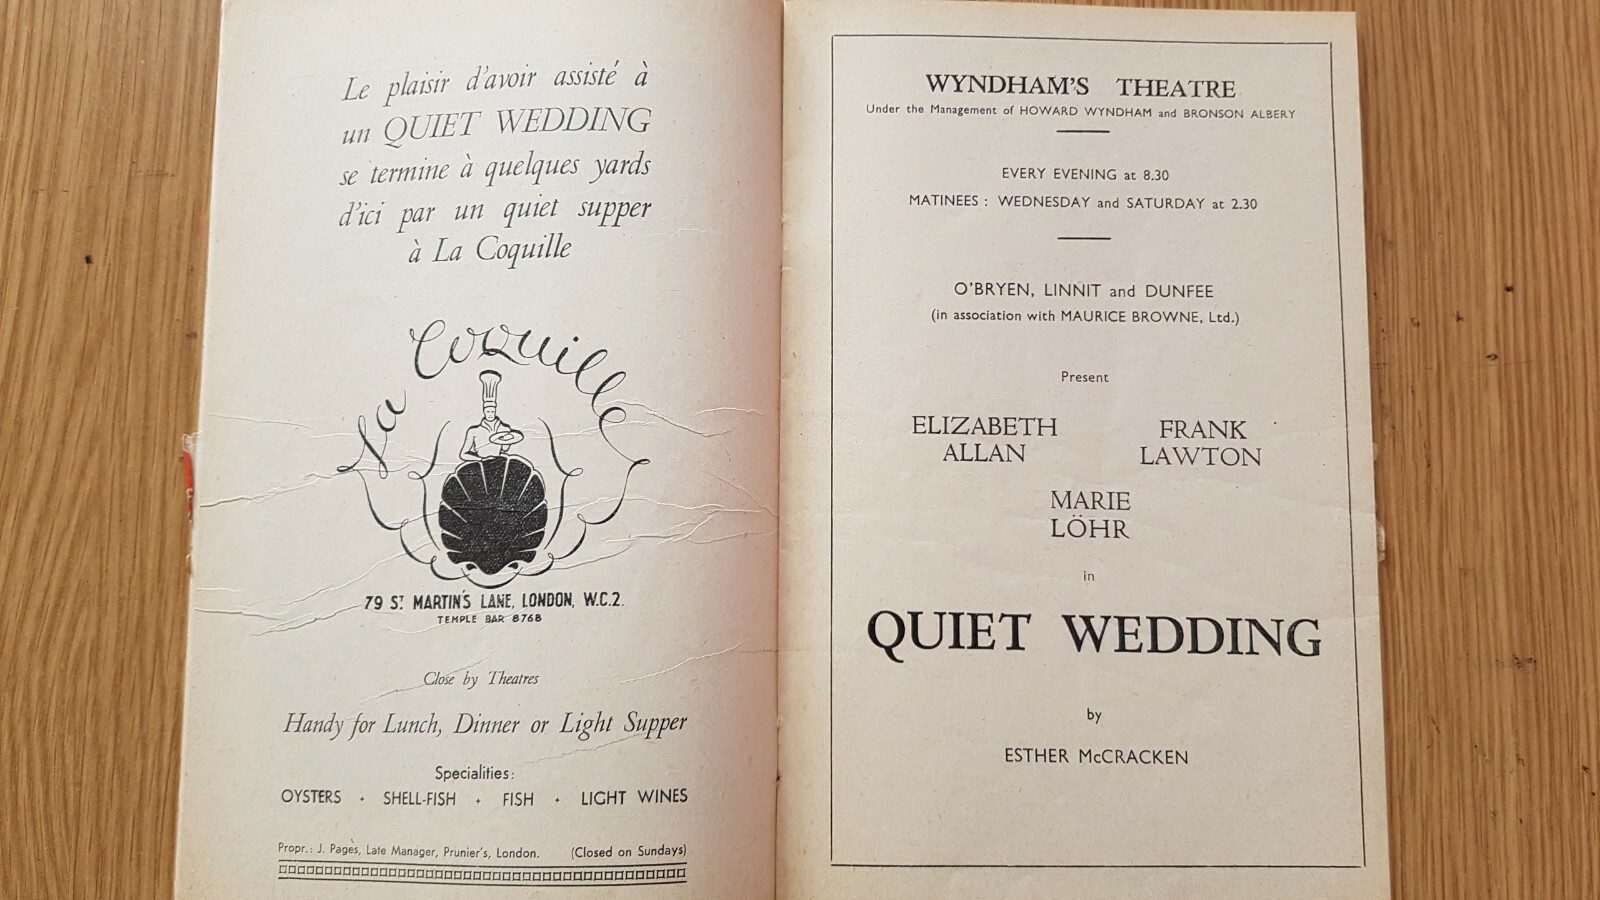 Le plaisir d'avoir assisté à
un QUIET WEDDING
se termine à quelques yards
d'ici par un quiet supper
à La Coquille
La Coquille
79 ST MARTIN'S LANE, LONDON, W.C.2.
TEMPLE BAR 8768
Close by Theatres
Handy for Lunch, Dinner or Light Supper
Specialities:
OYSTERS + SHELL-FISH + FISH + LIGHT WINES
Propr.: J. Pagès, Late Manager, Prunier's, London. (Closed on Sundays)
WYNDHAM'S THEATRE
Under the Management of HOWARD WYNDHAM and BRONSON ALBERY
EVERY EVENING at 8.30
MATINEES : WEDNESDAY and SATURDAY at 2.30
O'BRYEN, LINNIT and DUNFEE
(in association with MAURICE BROWNE, Ltd.)
Present
ELIZABETH
ALLAN
FRANK
LAWTON
MARIE
LÖHR
in
QUIET WEDDING
by
ESTHER McCRACKEN